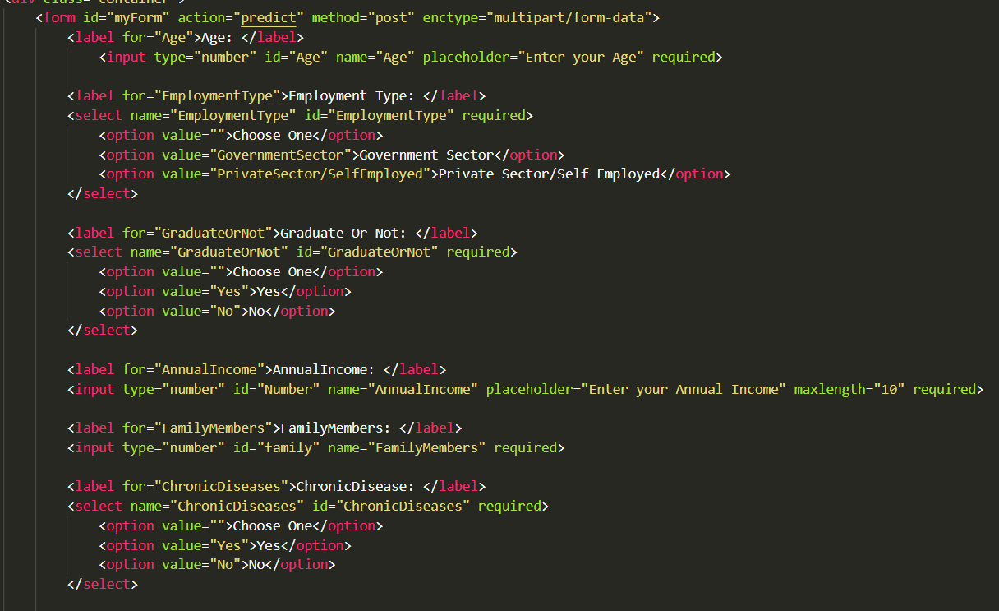 <div class="container">
<form id="myForm" action="predict" method="post" enctype="multipart/form-data">
<label for="Age">Age: </label>
<input type="number" id="Age" name="Age" placeholder="Enter your Age" required>
<label for="EmploymentType">Employment Type: </label>
<select name="EmploymentType" id="EmploymentType" required>
<option value="">Choose One</option>
<option value="GovernmentSector">Government Sector</option>
<option value="PrivateSector/SelfEmployed">Private Sector/Self Employed</option>
</select>
<label for="GraduateOrNot">Graduate Or Not: </label>
<select name="GraduateOrNot" id="GraduateOrNot" required>
<option value="">Choose One</option>
<option value="Yes">Yes</option>
<option value="No">No</option>
</select>
<label for="AnnualIncome">AnnualIncome: </label>
<input type="number" id="Number" name="AnnualIncome" placeholder="Enter your Annual Income" maxlength="10" required>
<label for="FamilyMembers">FamilyMembers: </label>
<input type="number" id="family" name="FamilyMembers" required>
<label for="ChronicDiseases">ChronicDisease: </label>
<select name="ChronicDiseases" id="ChronicDiseases" required>
<option value="">Choose One</option>
<option value="Yes">Yes</option>
<option value="No">No</option>
</select>